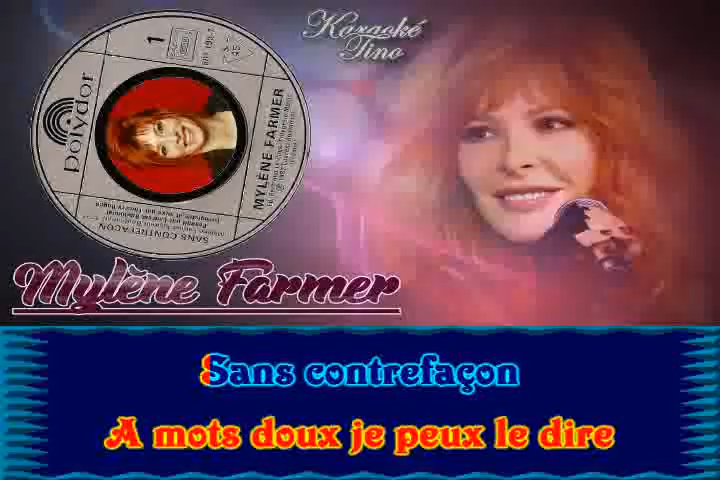 Karaoké
Tino
1
polydor
MYLÈNE FARMER
SANS CONTREFAÇON
Mylène Farmer
Sans contrefaçon
A mots doux je peux le dire